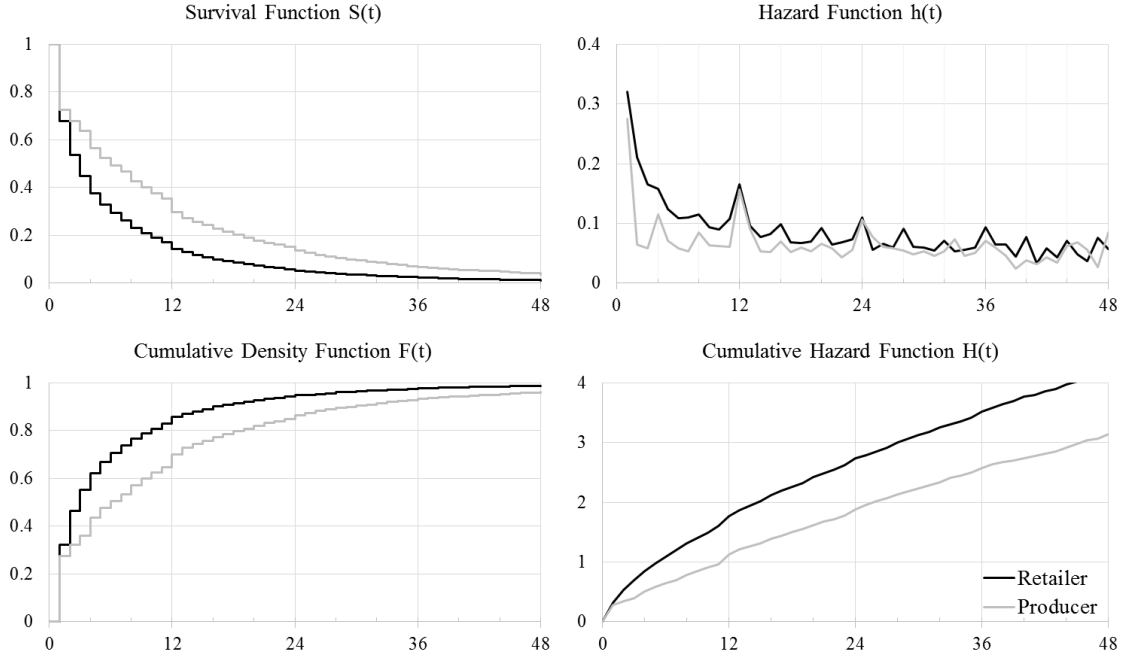 Survival Function S(t)
1
0.8
0.6
0.4
0.2
0
0 12 24 36 48
Hazard Function h(t)
0.4
0.3
0.2
0.1
0
0 12 24 36 48
Cumulative Density Function F(t)
1
0.8
0.6
0.4
0.2
0
0 12 24 36 48
Cumulative Hazard Function H(t)
4
3
2
1
0
0 12 24 36 48
Retailer
Producer